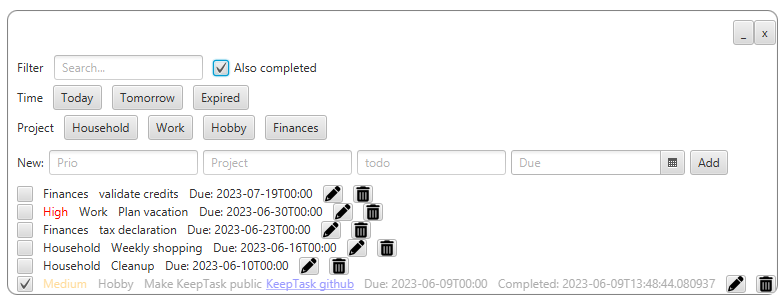 _ x
Filter Search... Also completed
Time Today Tomorrow Expired
Project Household Work Hobby Finances
New: Prio Project todo Due Add
Finances validate credits Due: 2023-07-19T00:00
High Work Plan vacation Due: 2023-06-30T00:00
Finances tax declaration Due: 2023-06-23T00:00
Household Weekly shopping Due: 2023-06-16T00:00
Household Cleanup Due: 2023-06-10T00:00
Medium Hobby Make KeepTask public KeepTask github Due: 2023-06-09T00:00 Completed: 2023-06-09T13:48:44.080937